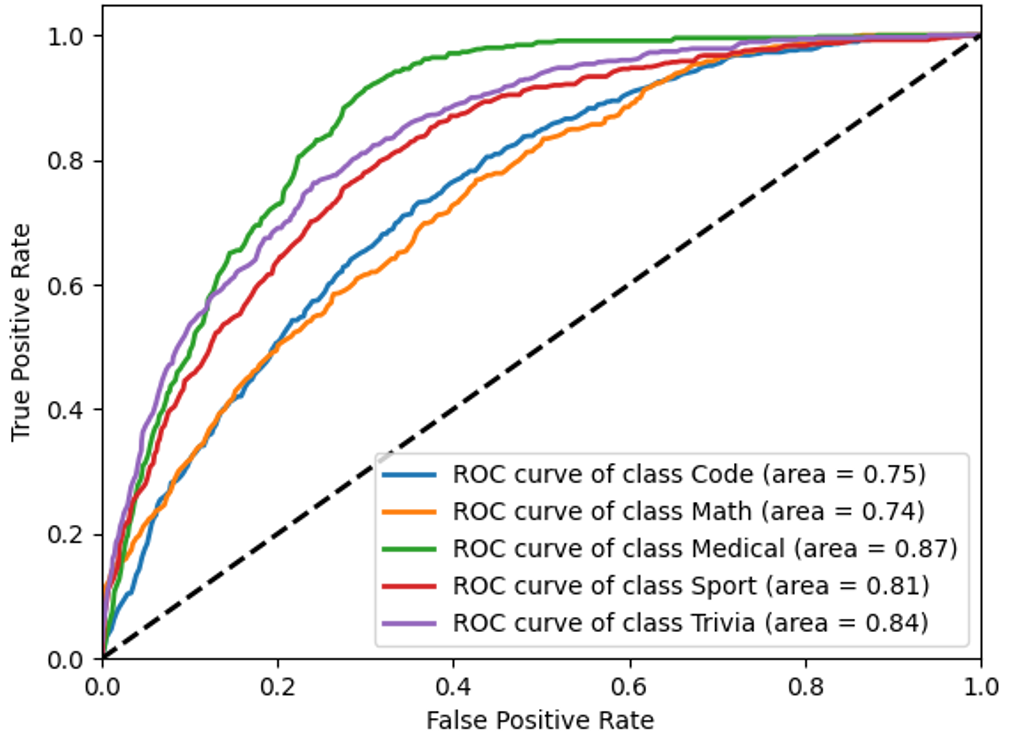 1.0
0.8
0.6
0.4
0.2
0.0
True Positive Rate
ROC curve of class Code (area = 0.75)
ROC curve of class Math (area = 0.74)
ROC curve of class Medical (area = 0.87)
ROC curve of class Sport (area = 0.81)
ROC curve of class Trivia (area = 0.84)
0.0 0.2 0.4 0.6 0.8 1.0
False Positive Rate